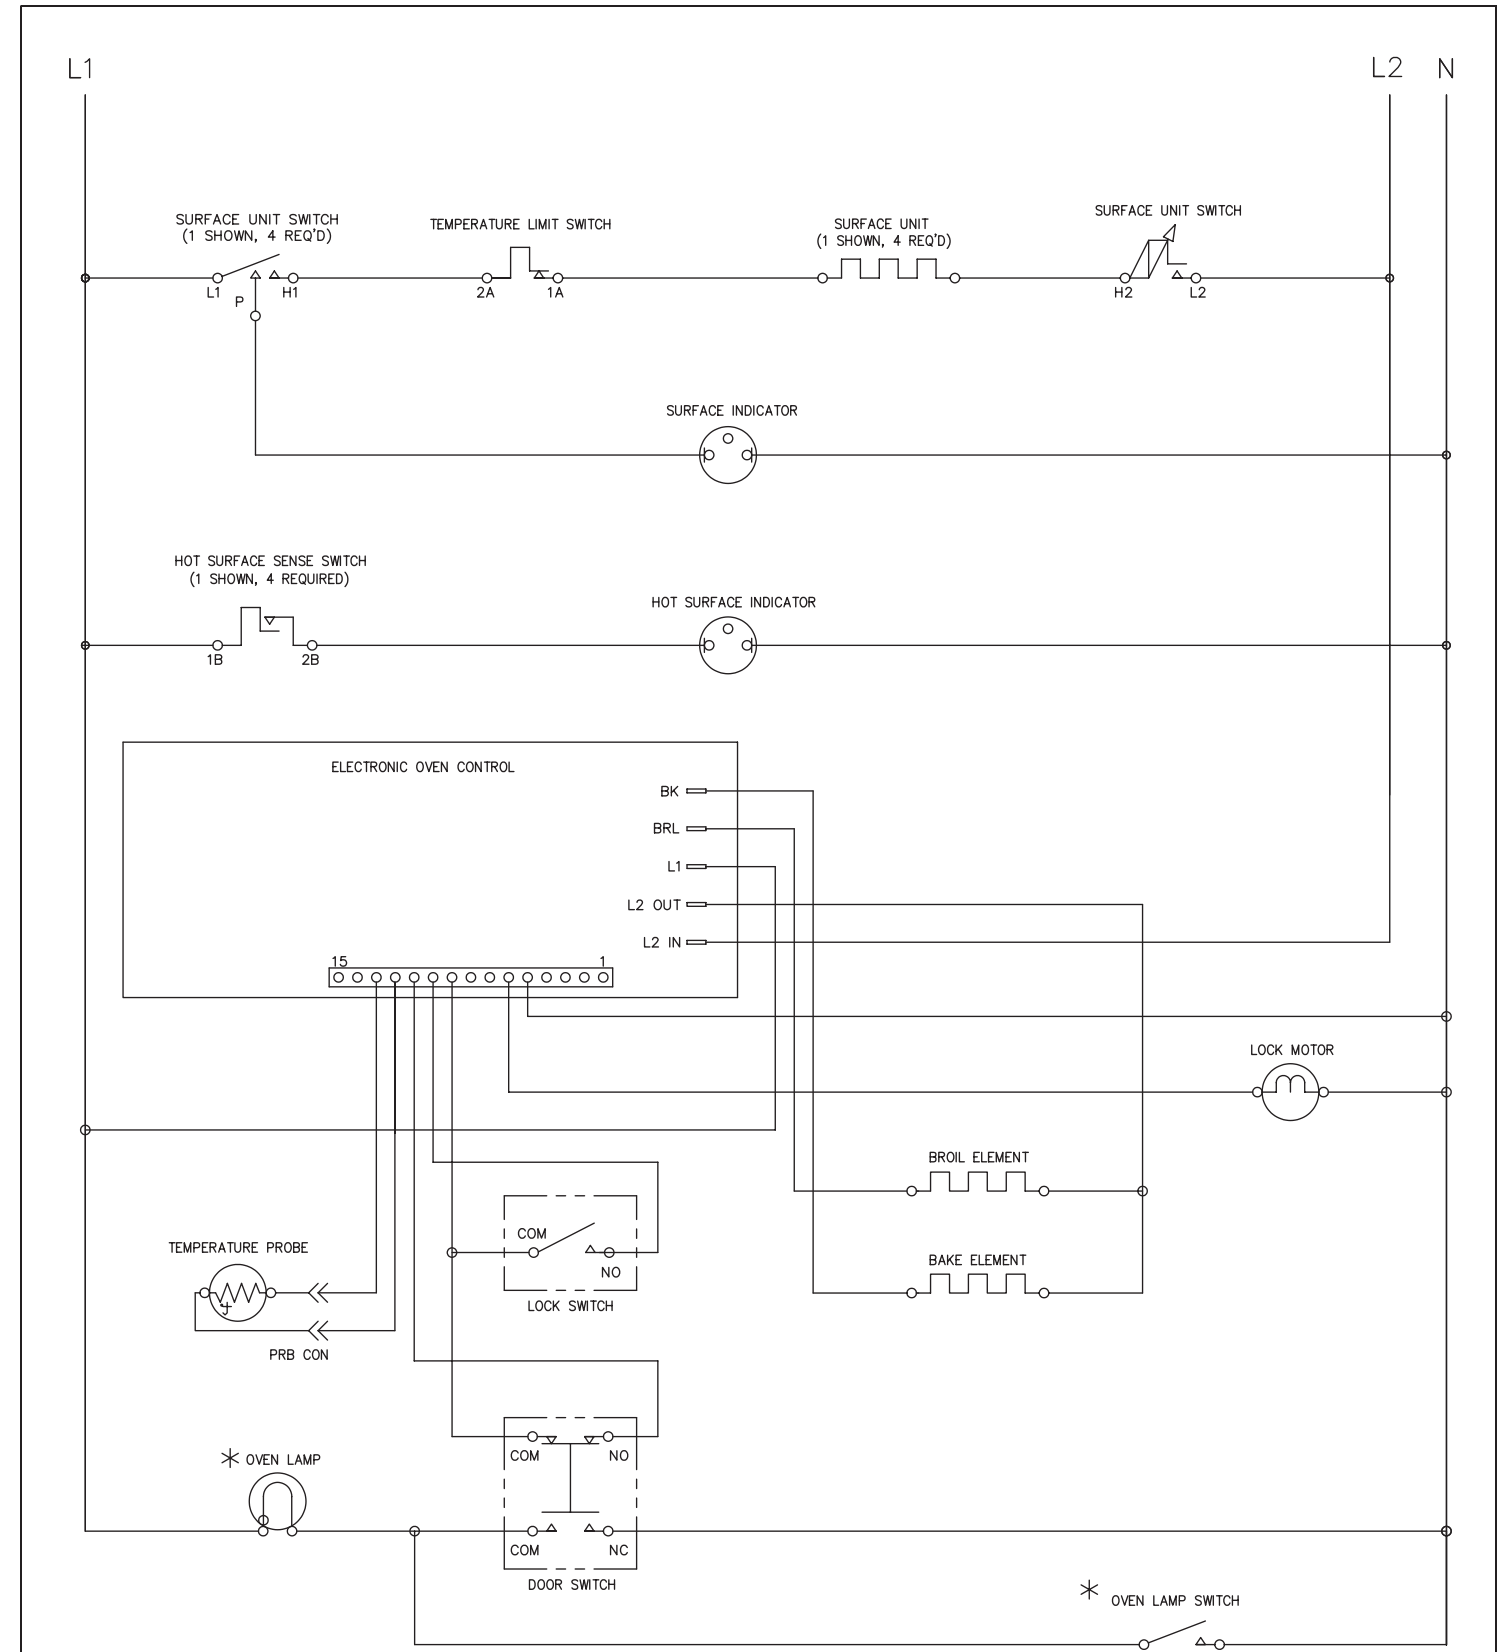 L1
L2 N
SURFACE UNIT SWITCH
(1 SHOWN, 4 REQ'D)
TEMPERATURE LIMIT SWITCH
SURFACE UNIT
(1 SHOWN, 4 REQ'D)
SURFACE UNIT SWITCH
L1
P
H1
2A
1A
H2
L2
SURFACE INDICATOR
HOT SURFACE SENSE SWITCH
(1 SHOWN, 4 REQUIRED)
HOT SURFACE INDICATOR
1B
2B
ELECTRONIC OVEN CONTROL
BK
BRL
L1
L2 OUT
L2 IN
15
1
LOCK MOTOR
BROIL ELEMENT
COM
NO
LOCK SWITCH
TEMPERATURE PROBE
BAKE ELEMENT
PRB CON
* OVEN LAMP
COM
NO
COM
NC
DOOR SWITCH
* OVEN LAMP SWITCH